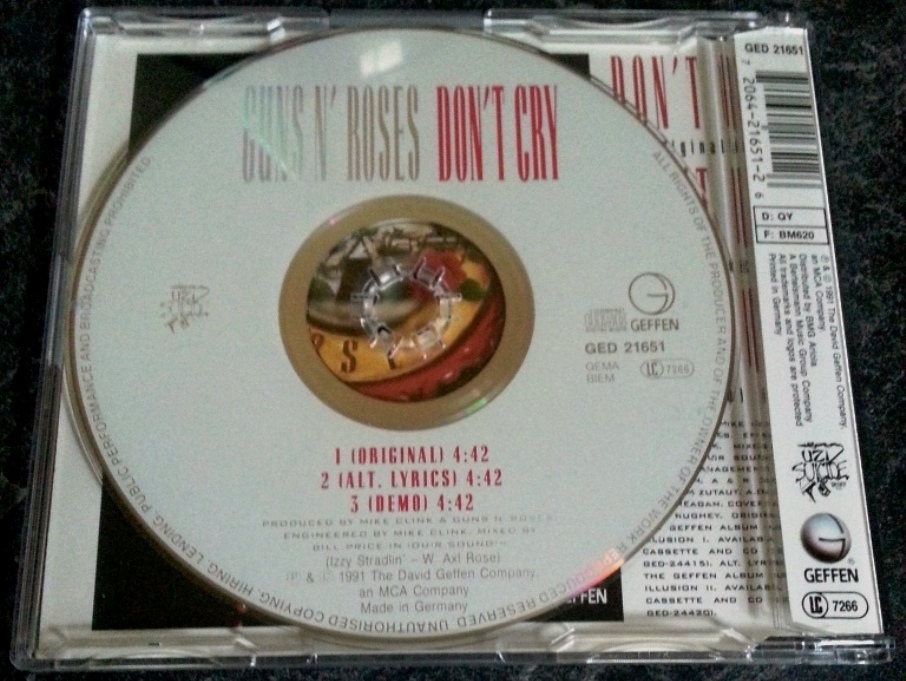 GUNS N' ROSES DON'T CRY
GEFFEN
GED 21651
GEMA
BIEM
LC 7266
1 (ORIGINAL) 4:42
2 (ALT. LYRICS) 4:42
3 (DEMO) 4:42
PRODUCED BY MIKE CLINK & GUNS N' ROSES
ENGINEERED BY MIKE CLINK. MIXED BY
BILL PRICE
(Izzy Stradlin' – W. Axl Rose)
℗ & © 1991 The David Geffen Company,
an MCA Company
Made in Germany
ALL RIGHTS OF THE PRODUCER AND OF THE OWNER OF THE WORK REPRODUCED RESERVED. UNAUTHORISED COPYING, HIRING, LENDING, PUBLIC PERFORMANCE AND BROADCASTING PROHIBITED.
DON'T
GEFFEN ALBUM
CASSETTE AND CD
GED-24415). ALT.
THE GEFFEN ALBUM
ILLUSION II.
CASSETTE AND CD
GED-24420).
GED 21651
7 2064-21651-2 6
D: QY
F: BM620
℗ & © 1991 The David Geffen Company,
an MCA Company
Distributed by BMG Ariola
A Bertelsmann Music Group Company
All trademarks and logos are protected
Printed in Germany
GEFFEN
LC 7266